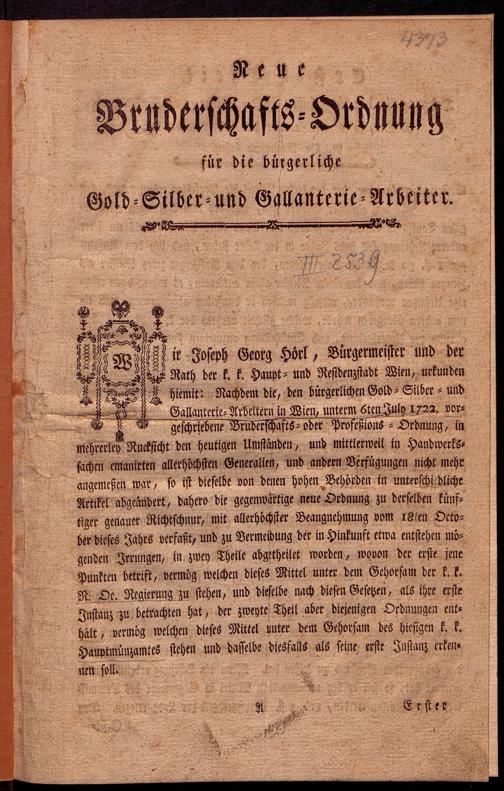 4373
Neue
Bruderschafts-Ordnung
für die bürgerliche
Gold-Silber-und Gallanterie-Arbeiter.
III 2539
Wir Joseph Georg Hörl, Bürgermeister und der
Rath der k. k. Haupt- und Residenzstadt Wien, urkunden
hiemit: Nachdem die, den bürgerlichen Gold-Silber-und
Gallanterie-Arbeitern in Wien, unterm 6ten July 1722. vor-
geschriebene Bruderschafts-oder Profeßions-Ordnung, in
mehrerley Rucksicht den heutigen Umständen, und mittlerweil in Handwerks-
sachen emanirten allerhöchsten Generalien, und andern Verfügungen nicht mehr
angemeßen war, so ist dieselbe von denen hohen Behörden in unterschidliche
Artikel abgeändert, dahero die gegenwärtige neue Ordnung zu derselben künf-
tiger genauer Richtschnur, mit allerhöchster Beangnehmung vom 18ten Octo-
ber dieses Jahrs verfaßt, und zu Vermeidung der in Hinkunft etwa entstehen mö-
genden Irrungen, in zwey Theile abgetheilet worden, wovon der erste jene
Punkten betrift, vermög welchen dieses Mittel unter dem Gehorsam der k. k.
N. Oe. Regierung zu stehen, und dieselbe nach diesen Gesetzen, als ihre erste
Instanz zu betrachten hat, der zweyte Theil aber diejenigen Ordnungen ent-
hält, vermög welchen dieses Mittel unter dem Gehorsam des hiesigen k. k.
Hauptmünzamtes stehen und dasselbe diesfalls als seine erste Instanz erken-
nen soll.
A Erster